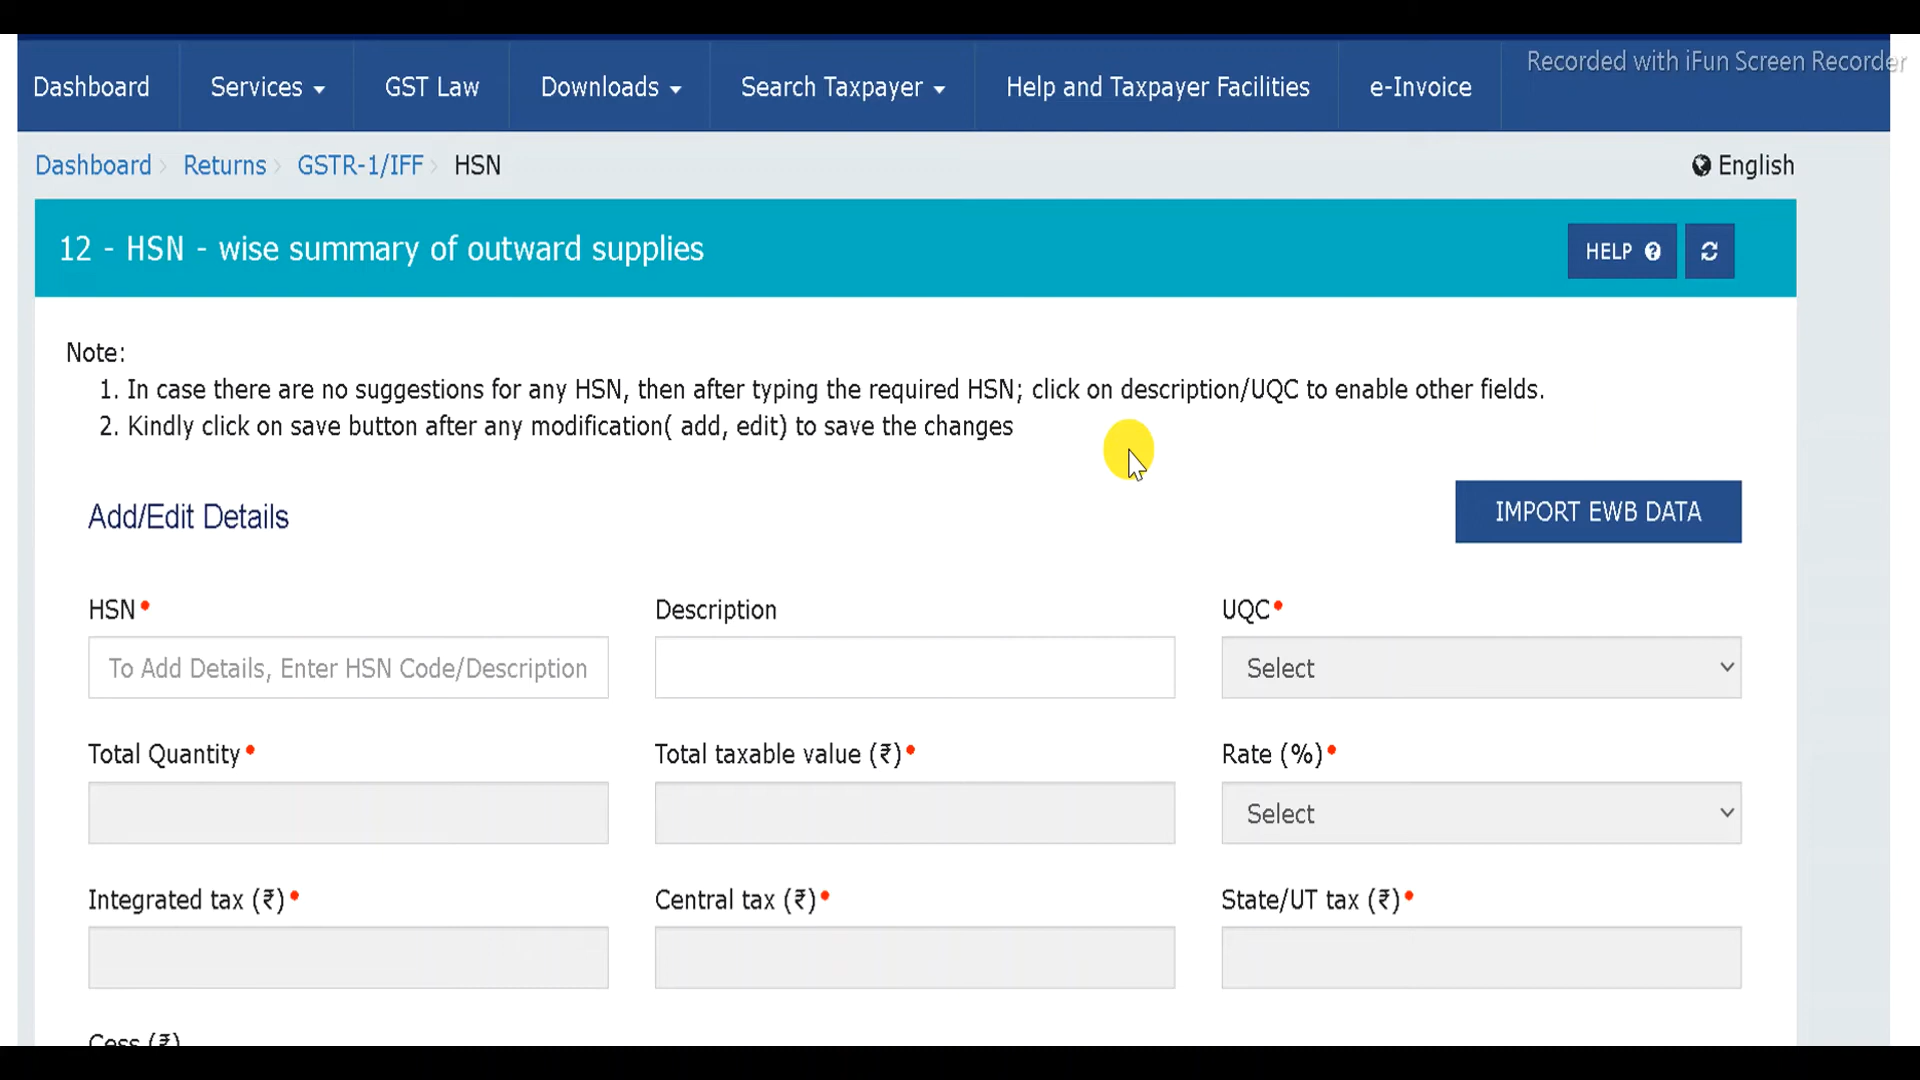 Recorded with iFun Screen Recorder
Dashboard Services GST Law Downloads Search Taxpayer Help and Taxpayer Facilities e-Invoice
Dashboard Returns GSTR-1/IFF HSN English
12 - HSN - wise summary of outward supplies HELP
Note:
1. In case there are no suggestions for any HSN, then after typing the required HSN; click on description/UQC to enable other fields.
2. Kindly click on save button after any modification( add, edit) to save the changes
Add/Edit Details IMPORT EWB DATA
HSN• Description UQC•
To Add Details, Enter HSN Code/Description Select
Total Quantity• Total taxable value (₹)• Rate (%)•
Select
Integrated tax (₹)• Central tax (₹)• State/UT tax (₹)•
Cess (₹)